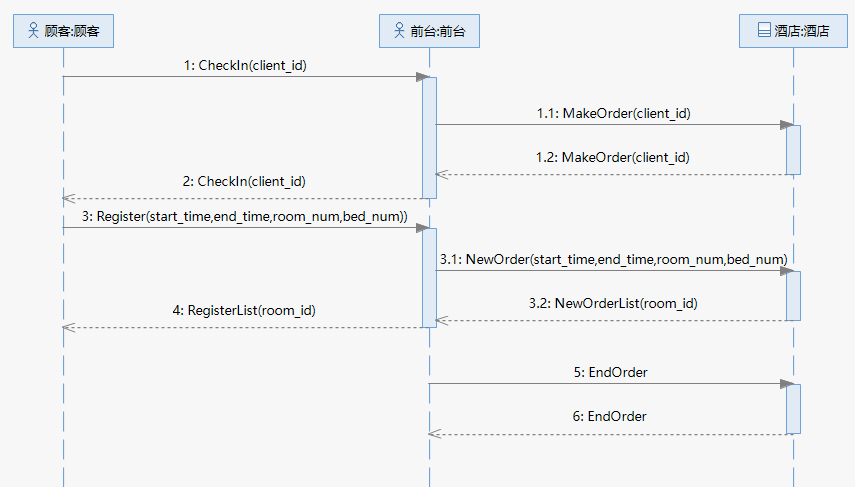 顾客:顾客
前台:前台
酒店:酒店
1: CheckIn(client_id)
1.1: MakeOrder(client_id)
1.2: MakeOrder(client_id)
2: CheckIn(client_id)
3: Register(start_time,end_time,room_num,bed_num))
3.1: NewOrder(start_time,end_time,room_num,bed_num)
3.2: NewOrderList(room_id)
4: RegisterList(room_id)
5: EndOrder
6: EndOrder